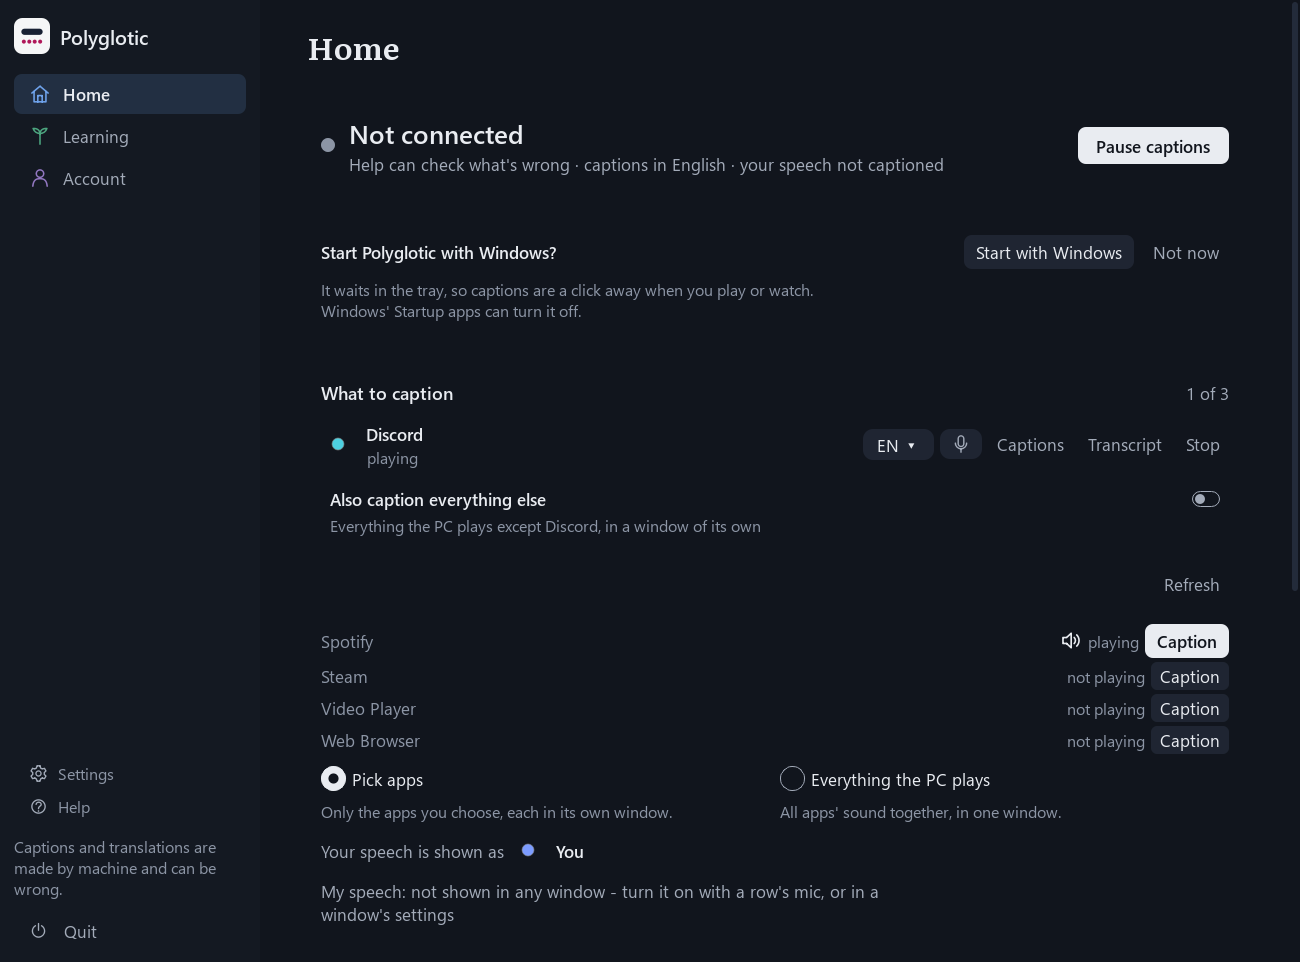 Polyglotic
Home
Learning
Account
Settings
Help
Captions and translations are
made by machine and can be
wrong.
Quit
Home
Not connected
Help can check what's wrong · captions in English · your speech not captioned
Pause captions
Start Polyglotic with Windows?
Start with Windows
Not now
It waits in the tray, so captions are a click away when you play or watch.
Windows' Startup apps can turn it off.
What to caption
1 of 3
Discord
playing
EN
Captions
Transcript
Stop
Also caption everything else
Everything the PC plays except Discord, in a window of its own
Refresh
Spotify
playing
Caption
Steam
not playing
Caption
Video Player
not playing
Caption
Web Browser
not playing
Caption
Pick apps
Only the apps you choose, each in its own window.
Everything the PC plays
All apps' sound together, in one window.
Your speech is shown as
You
My speech: not shown in any window - turn it on with a row's mic, or in a
window's settings